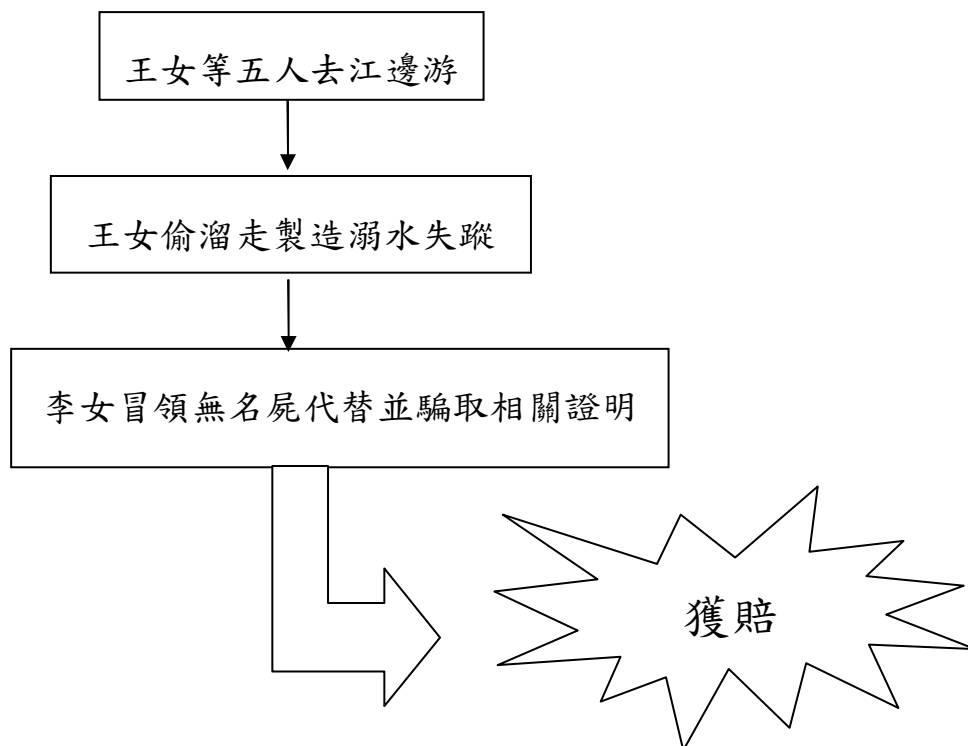 王女等五人去江邊游
王女偷溜走製造溺水失蹤
李女冒領無名屍代替並騙取相關證明
獲賠